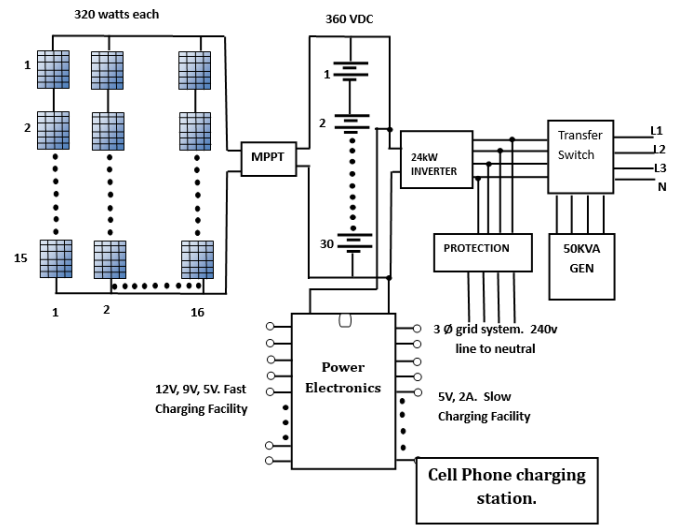 320 watts each
360 VDC
1
2
15
1
2
16
MPPT
1
2
30
24kW
INVERTER
Transfer
Switch
L1
L2
L3
N
PROTECTION
50KVA
GEN
3 Ø grid system. 240v
line to neutral
Power
Electronics
12V, 9V, 5V. Fast
Charging Facility
5V, 2A. Slow
Charging Facility
Cell Phone charging
station.